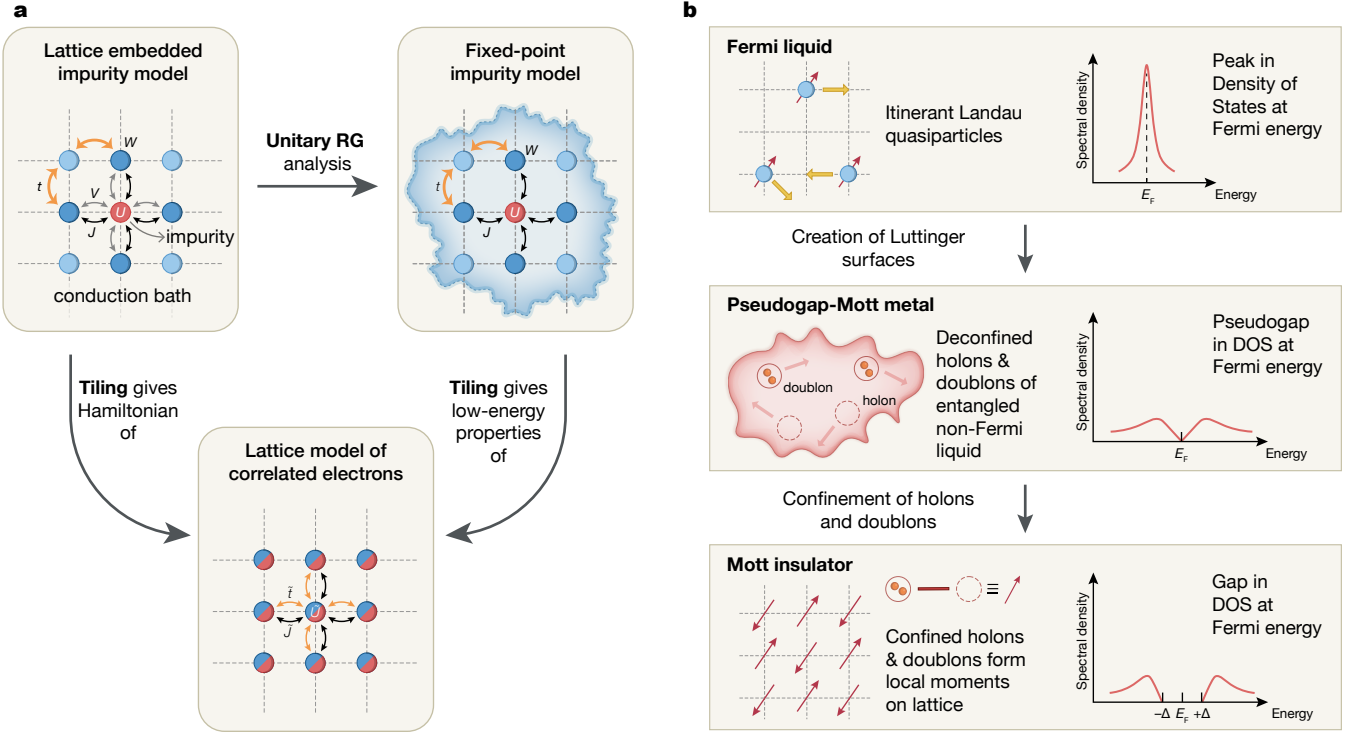 a
Lattice embedded
impurity model
W
t
V
U
J
impurity
conduction bath
Unitary RG
analysis
Fixed-point
impurity model
W
t
U
J
Tiling gives
Hamiltonian
of
Tiling gives
low-energy
properties
of
Lattice model of
correlated electrons
t̃
Ũ
J̃
b
Fermi liquid
Itinerant Landau
quasiparticles
Spectral density
E_F
Energy
Peak in
Density of
States at
Fermi energy
Creation of Luttinger
surfaces
Pseudogap-Mott metal
doublon
holon
Deconfined
holons &
doublons of
entangled
non-Fermi
liquid
Spectral density
E_F
Energy
Pseudogap
in DOS at
Fermi energy
Confinement of holons
and doublons
Mott insulator
≡
Confined holons
& doublons form
local moments
on lattice
Spectral density
−Δ E_F +Δ
Energy
Gap in
DOS at
Fermi energy